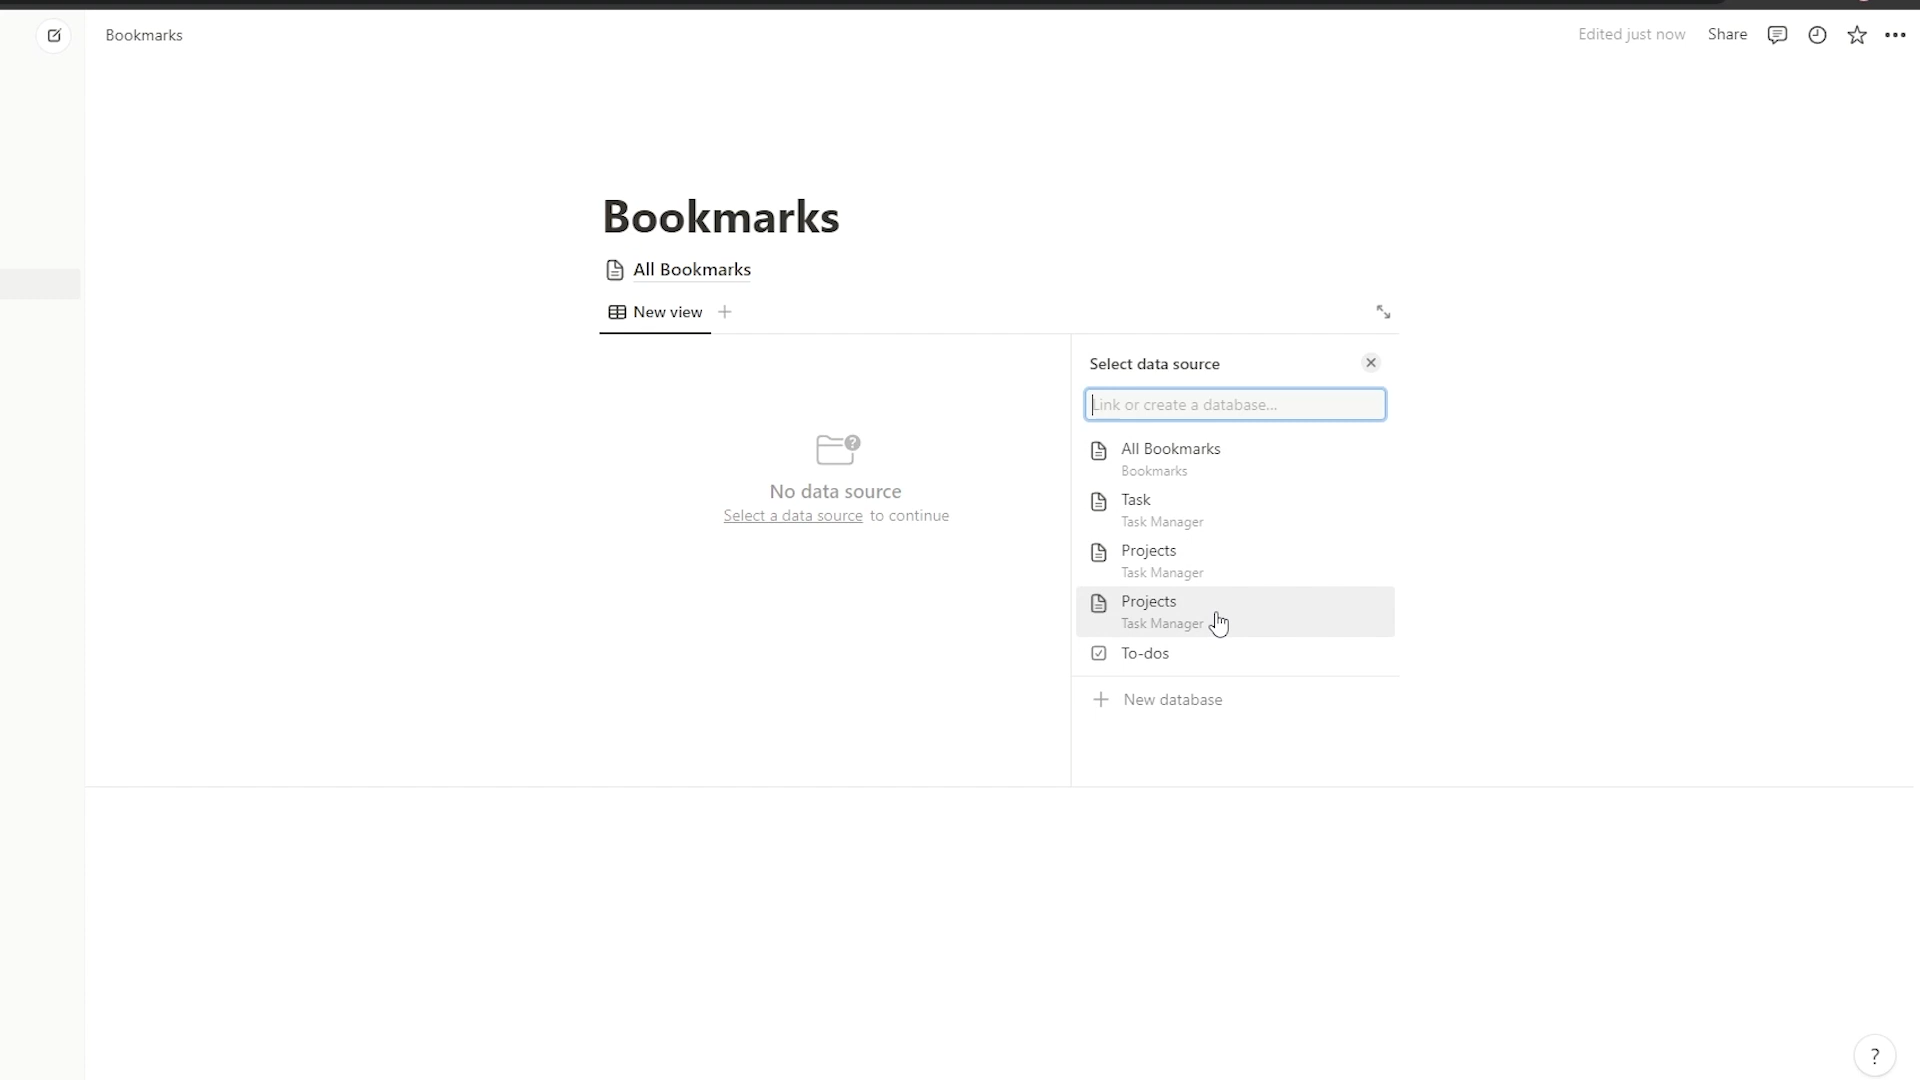 Bookmarks
Edited just now
Share
Bookmarks
All Bookmarks
New view
Select data source
Link or create a database...
All Bookmarks
Bookmarks
Task
Task Manager
Projects
Task Manager
Projects
Task Manager
To-dos
New database
No data source
Select a data source to continue
?